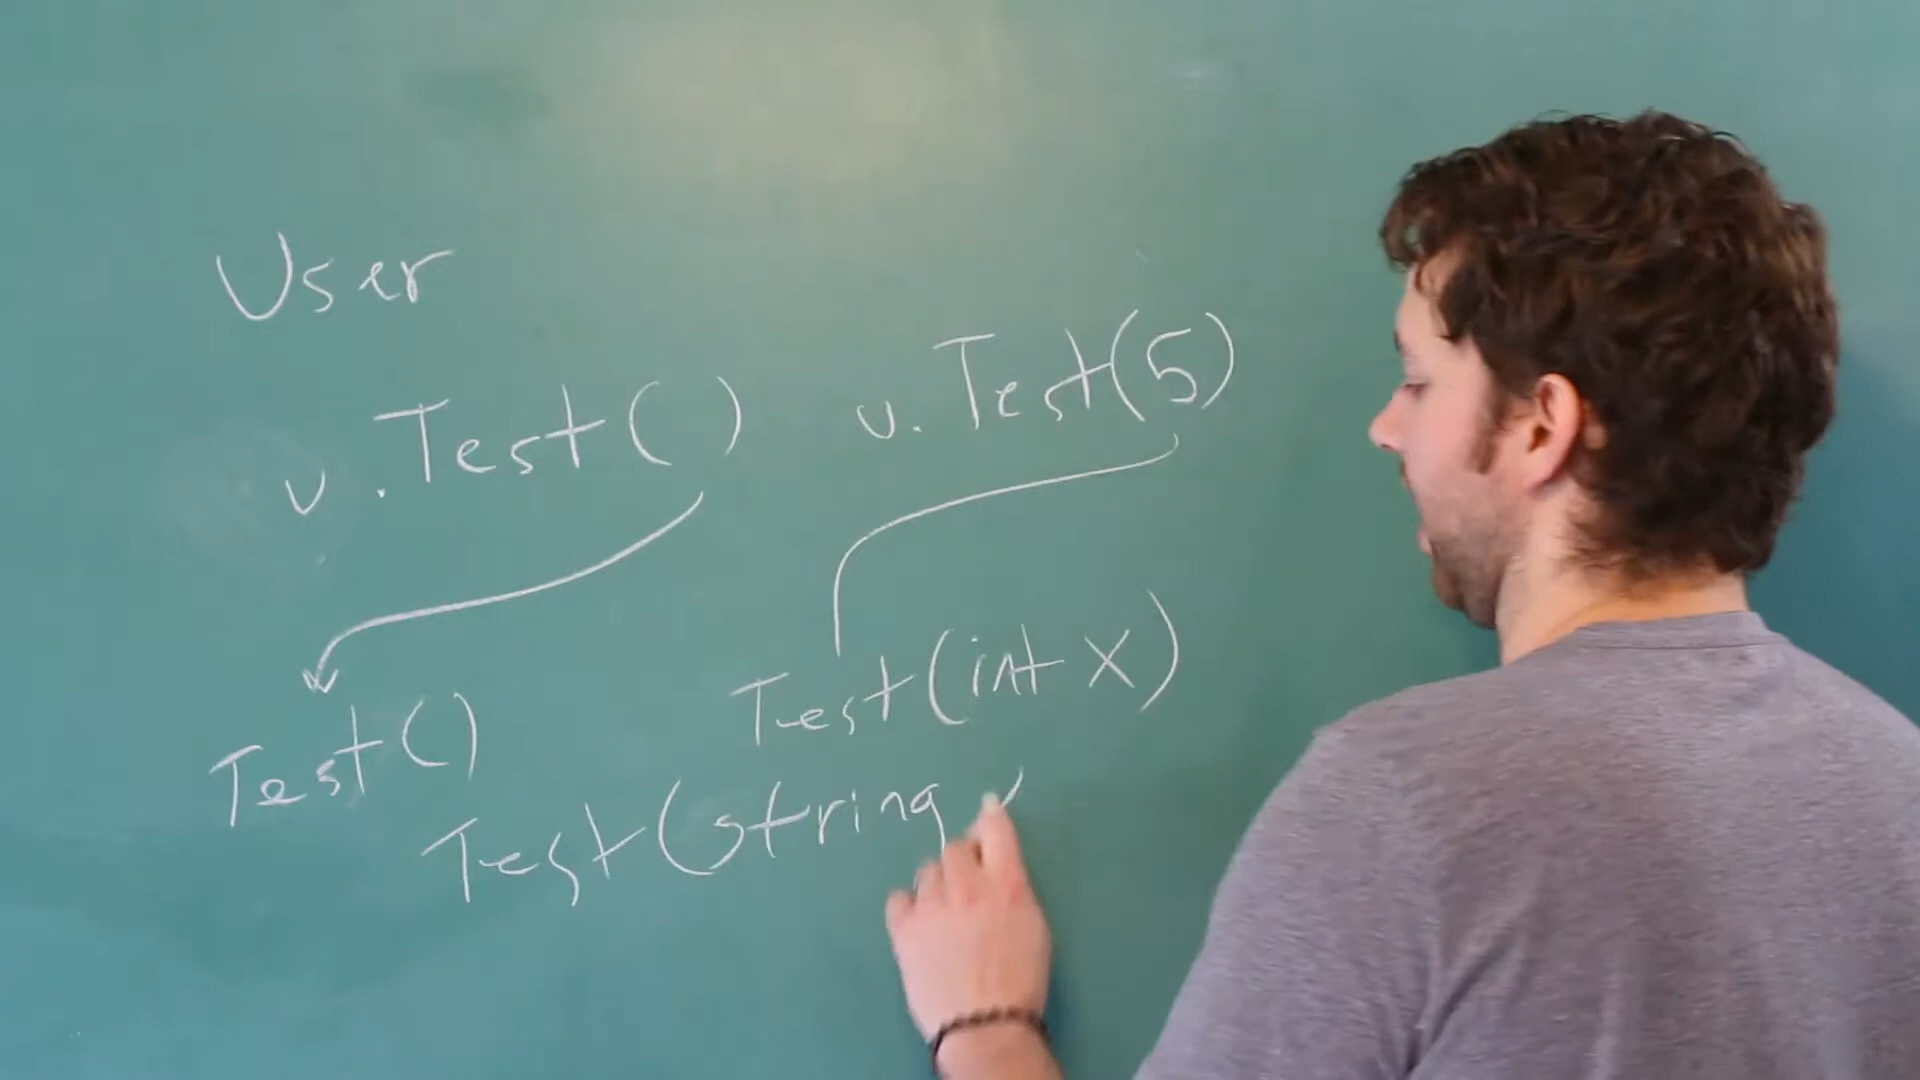 User
u.Test() u.Test(5)
Test() Test(int x)
Test(string